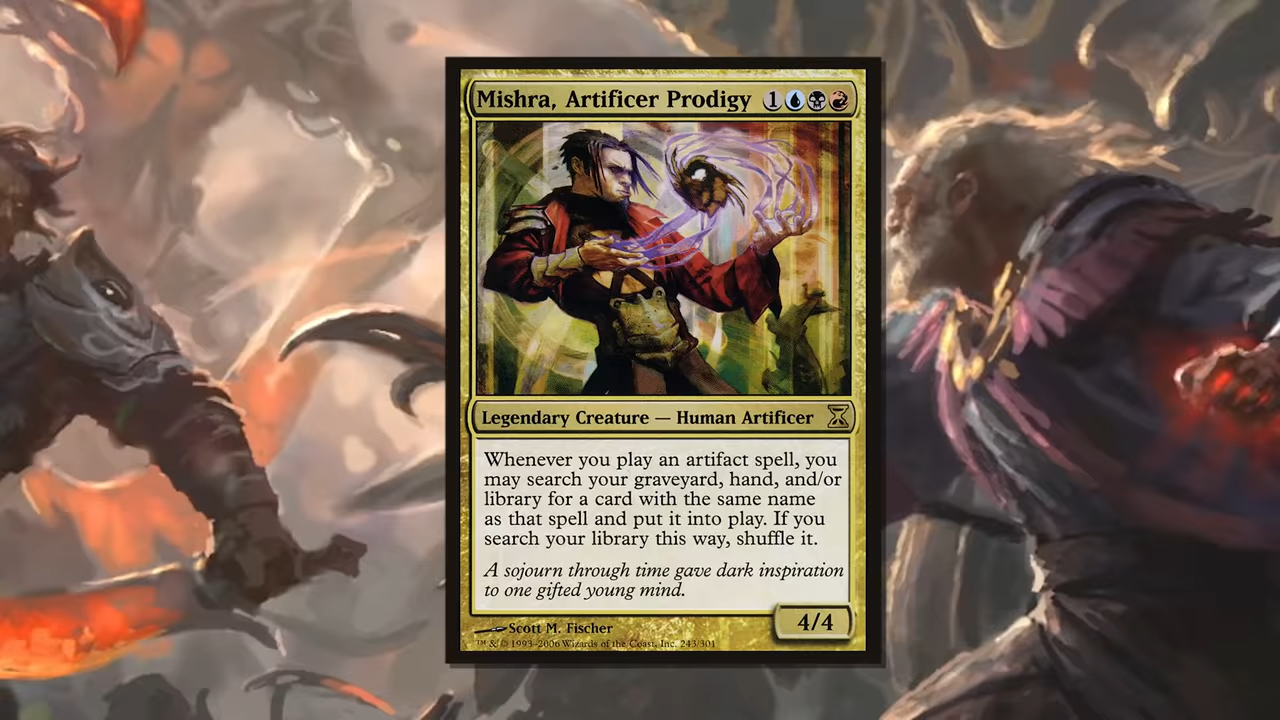 Mishra, Artificer Prodigy 1
Legendary Creature — Human Artificer
Whenever you play an artifact spell, you
may search your graveyard, hand, and/or
library for a card with the same name
as that spell and put it into play. If you
search your library this way, shuffle it.
A sojourn through time gave dark inspiration
to one gifted young mind.
4/4
Scott M. Fischer
™ & © 1993–2006 Wizards of the Coast, Inc. 243/301